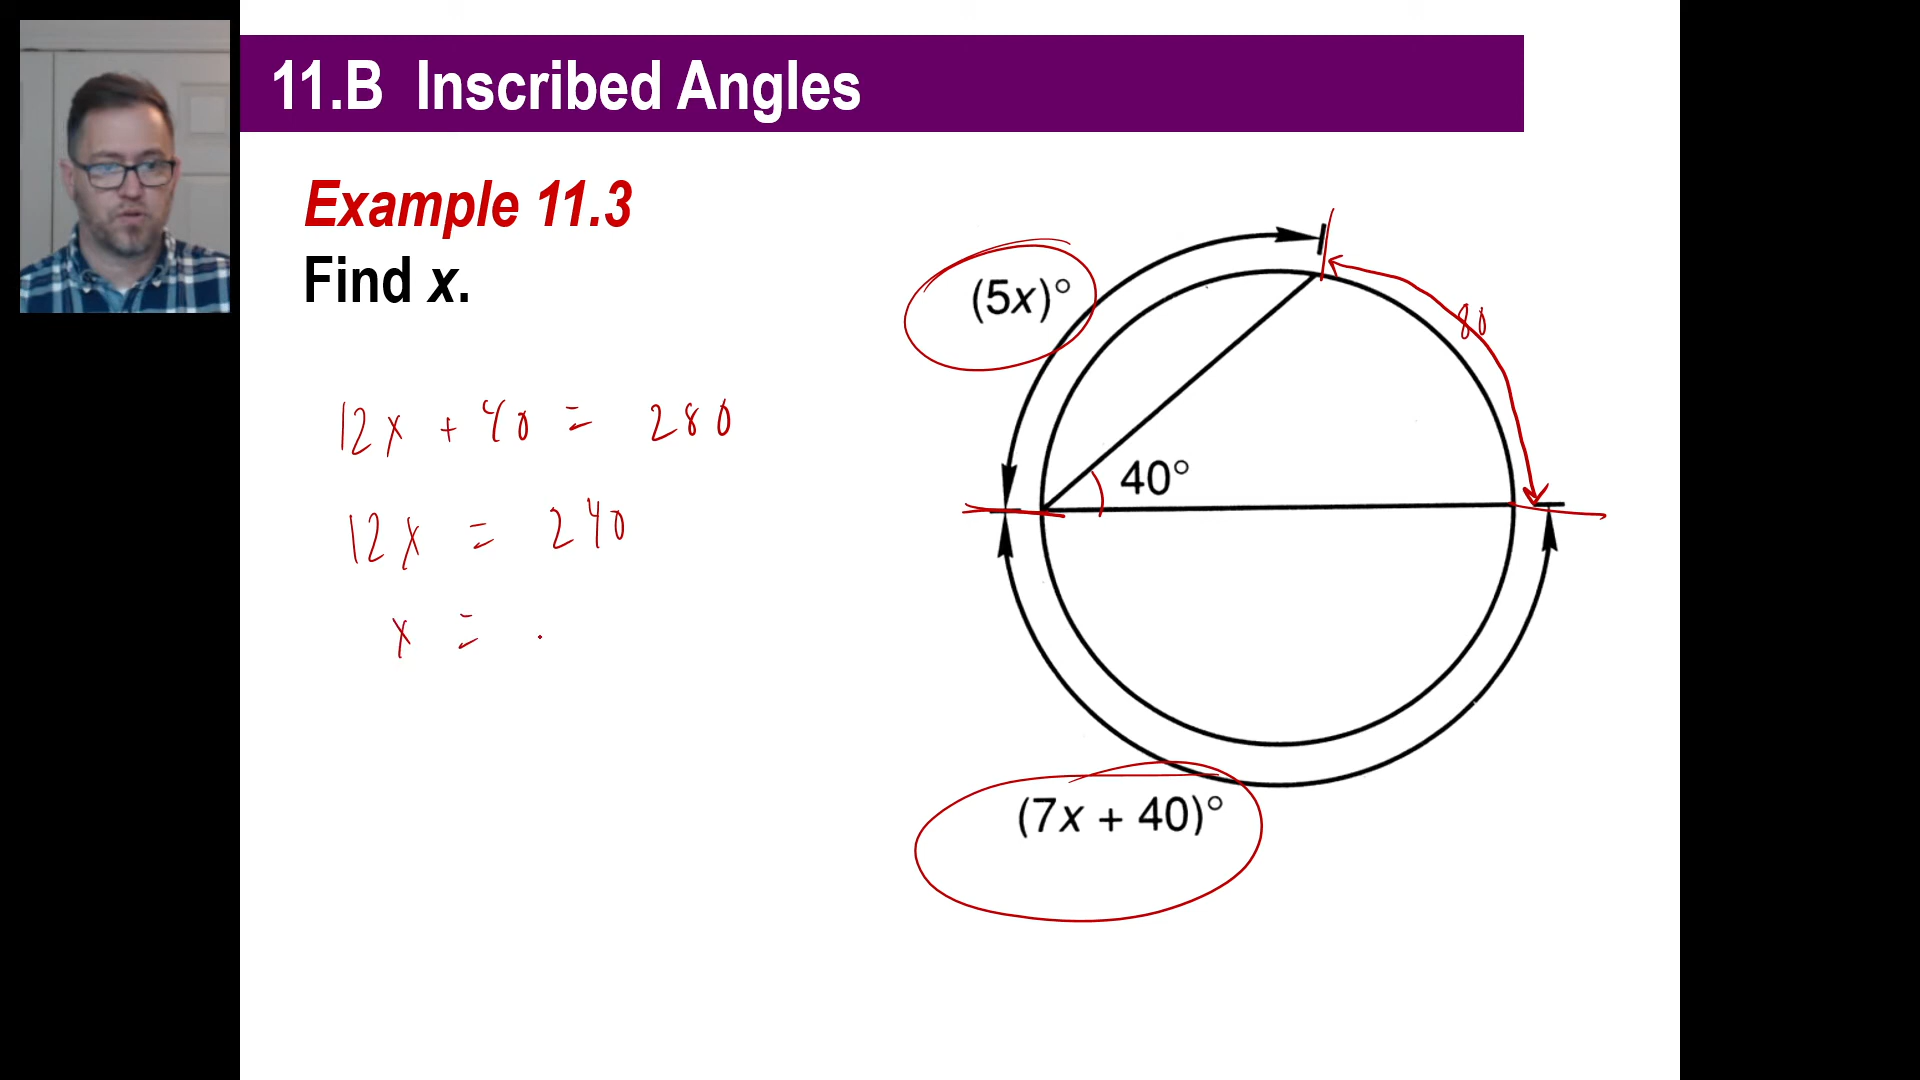 11.B Inscribed Angles
Example 11.3
Find x.
(5x)°
80
12x + 40 = 280
40°
12x = 240
x =
(7x + 40)°